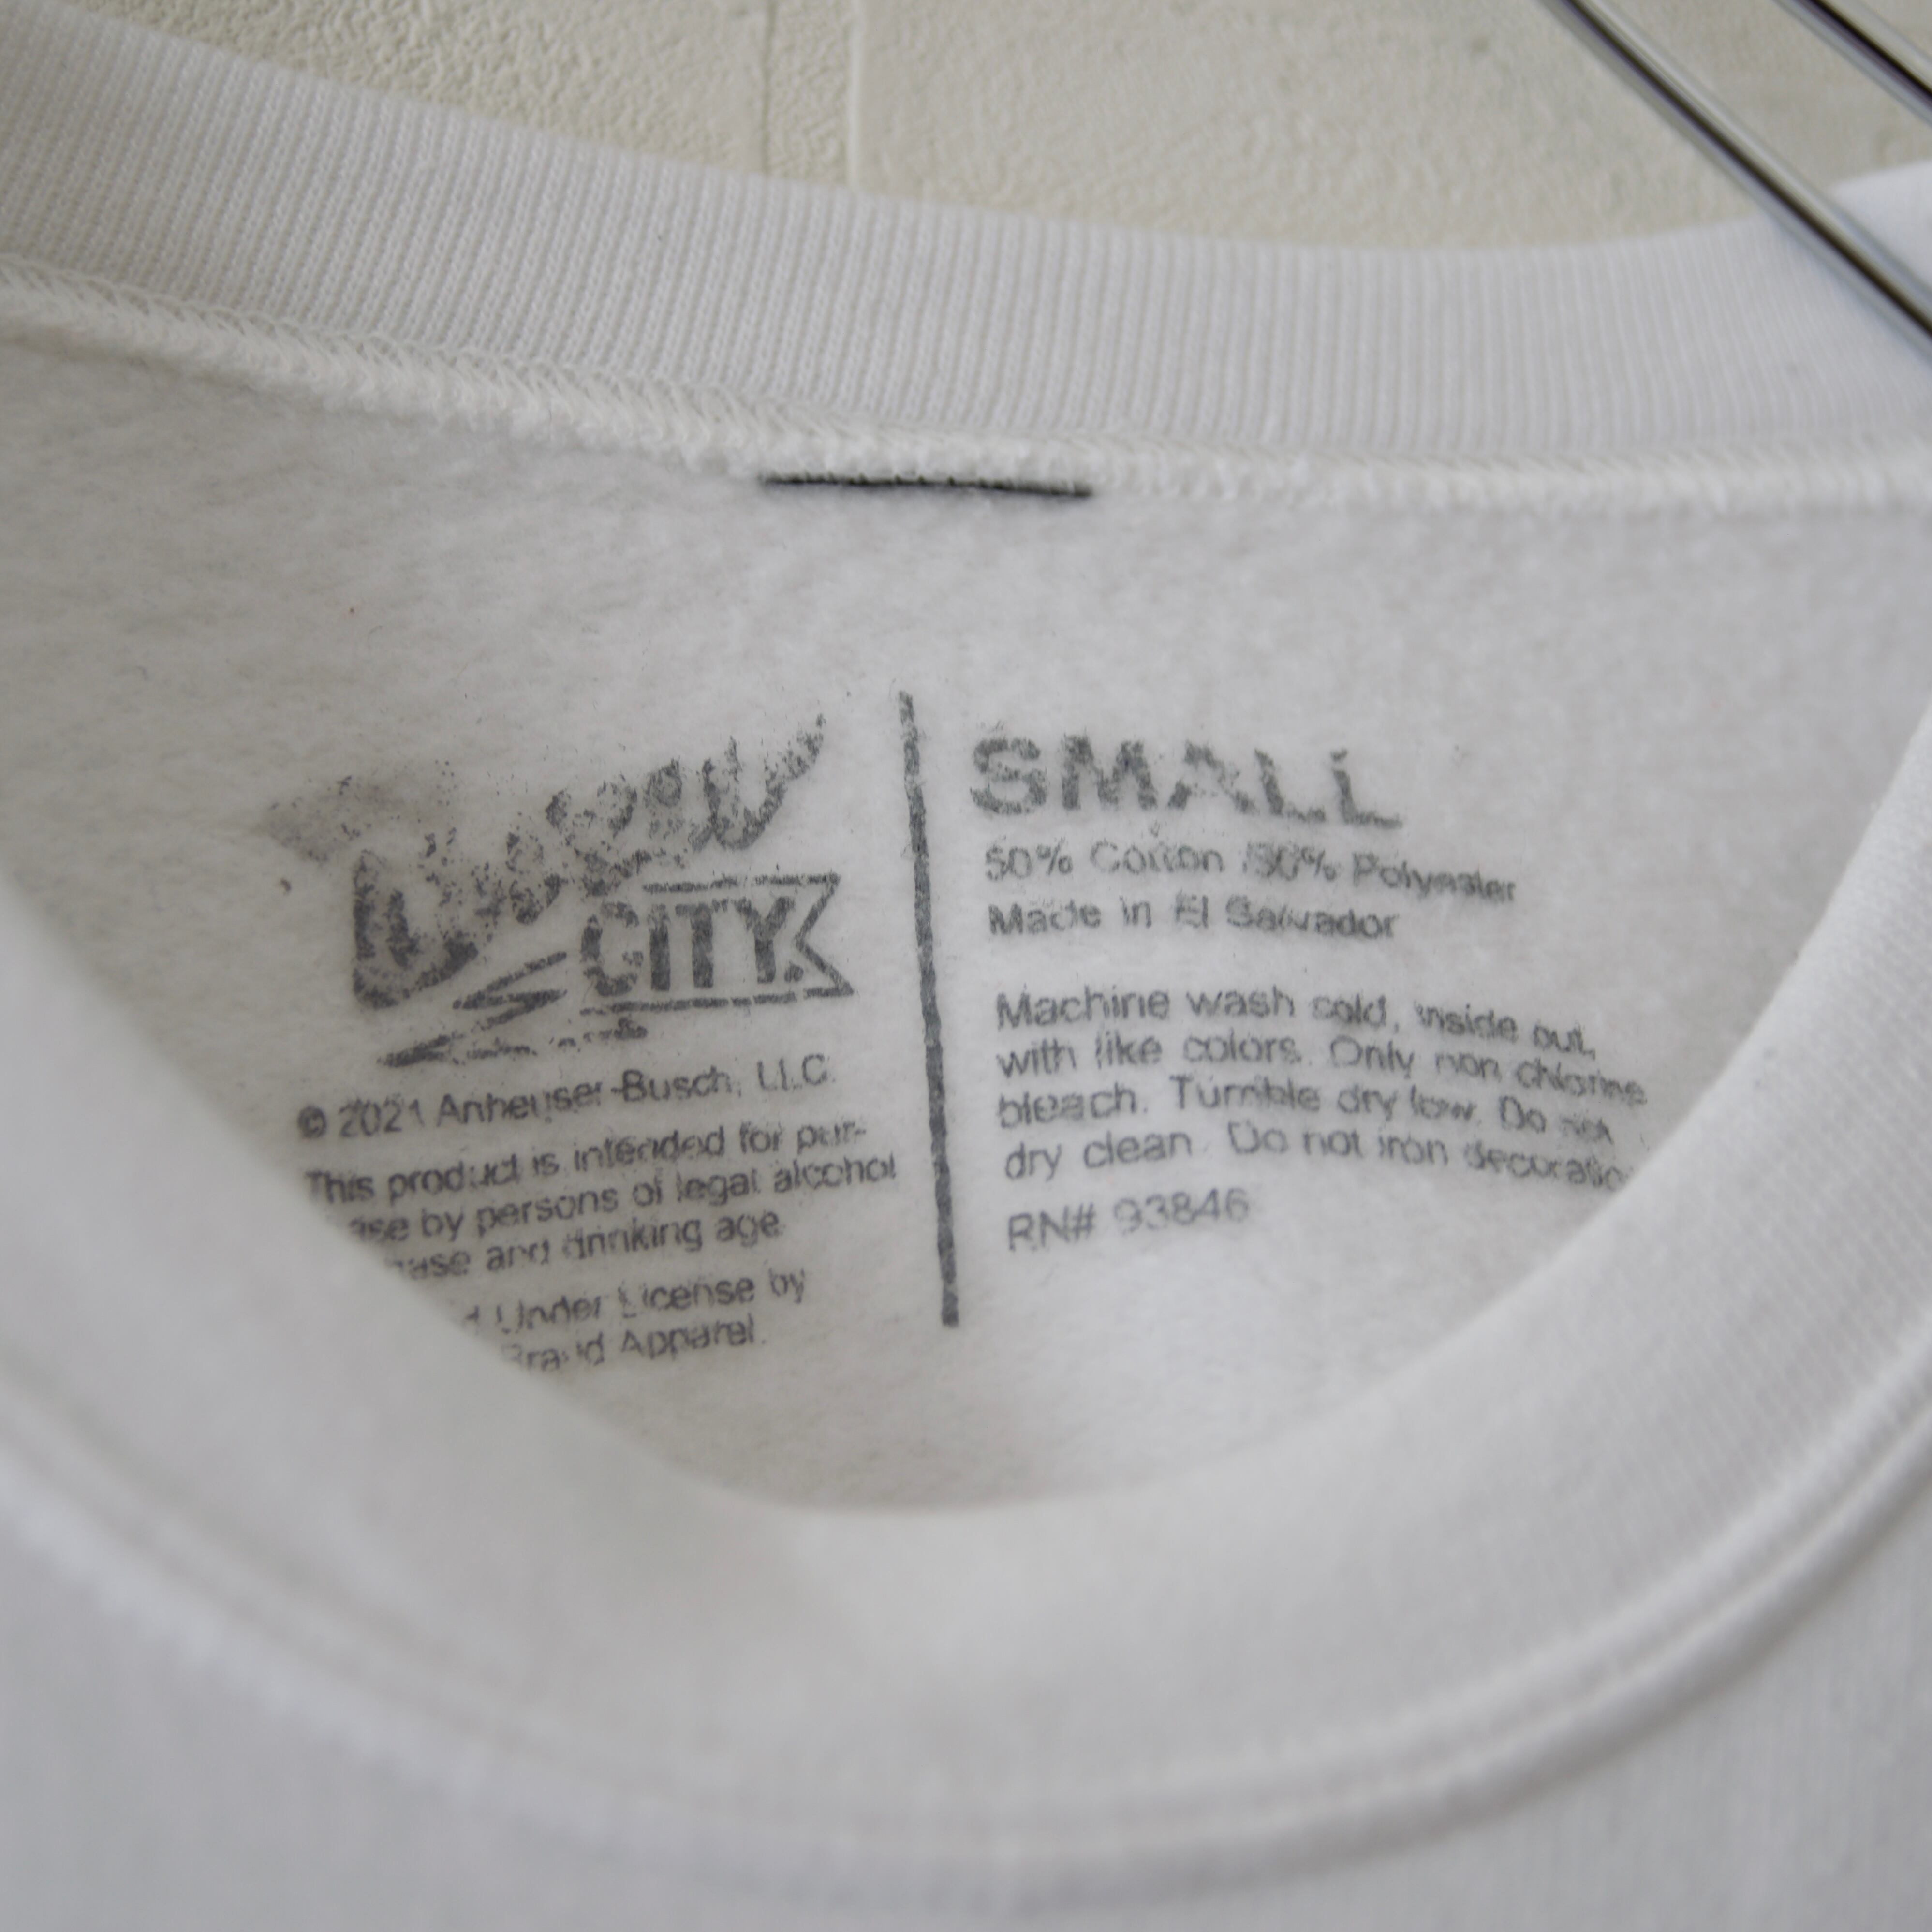 CITY.
© 2021 Anheuser-Busch, LLC.
This product is intended for pur-
ase by persons of legal alcohol
ase and drinking age
d Under License by
Brand Apparel.
SMALL
50% Cotton /50% Polyester
Made in El Salvador
Machine wash cold, inside out,
with like colors. Only non chlorine
bleach. Tumble dry low. Do not
dry clean. Do not iron decoratio
RN# 93846